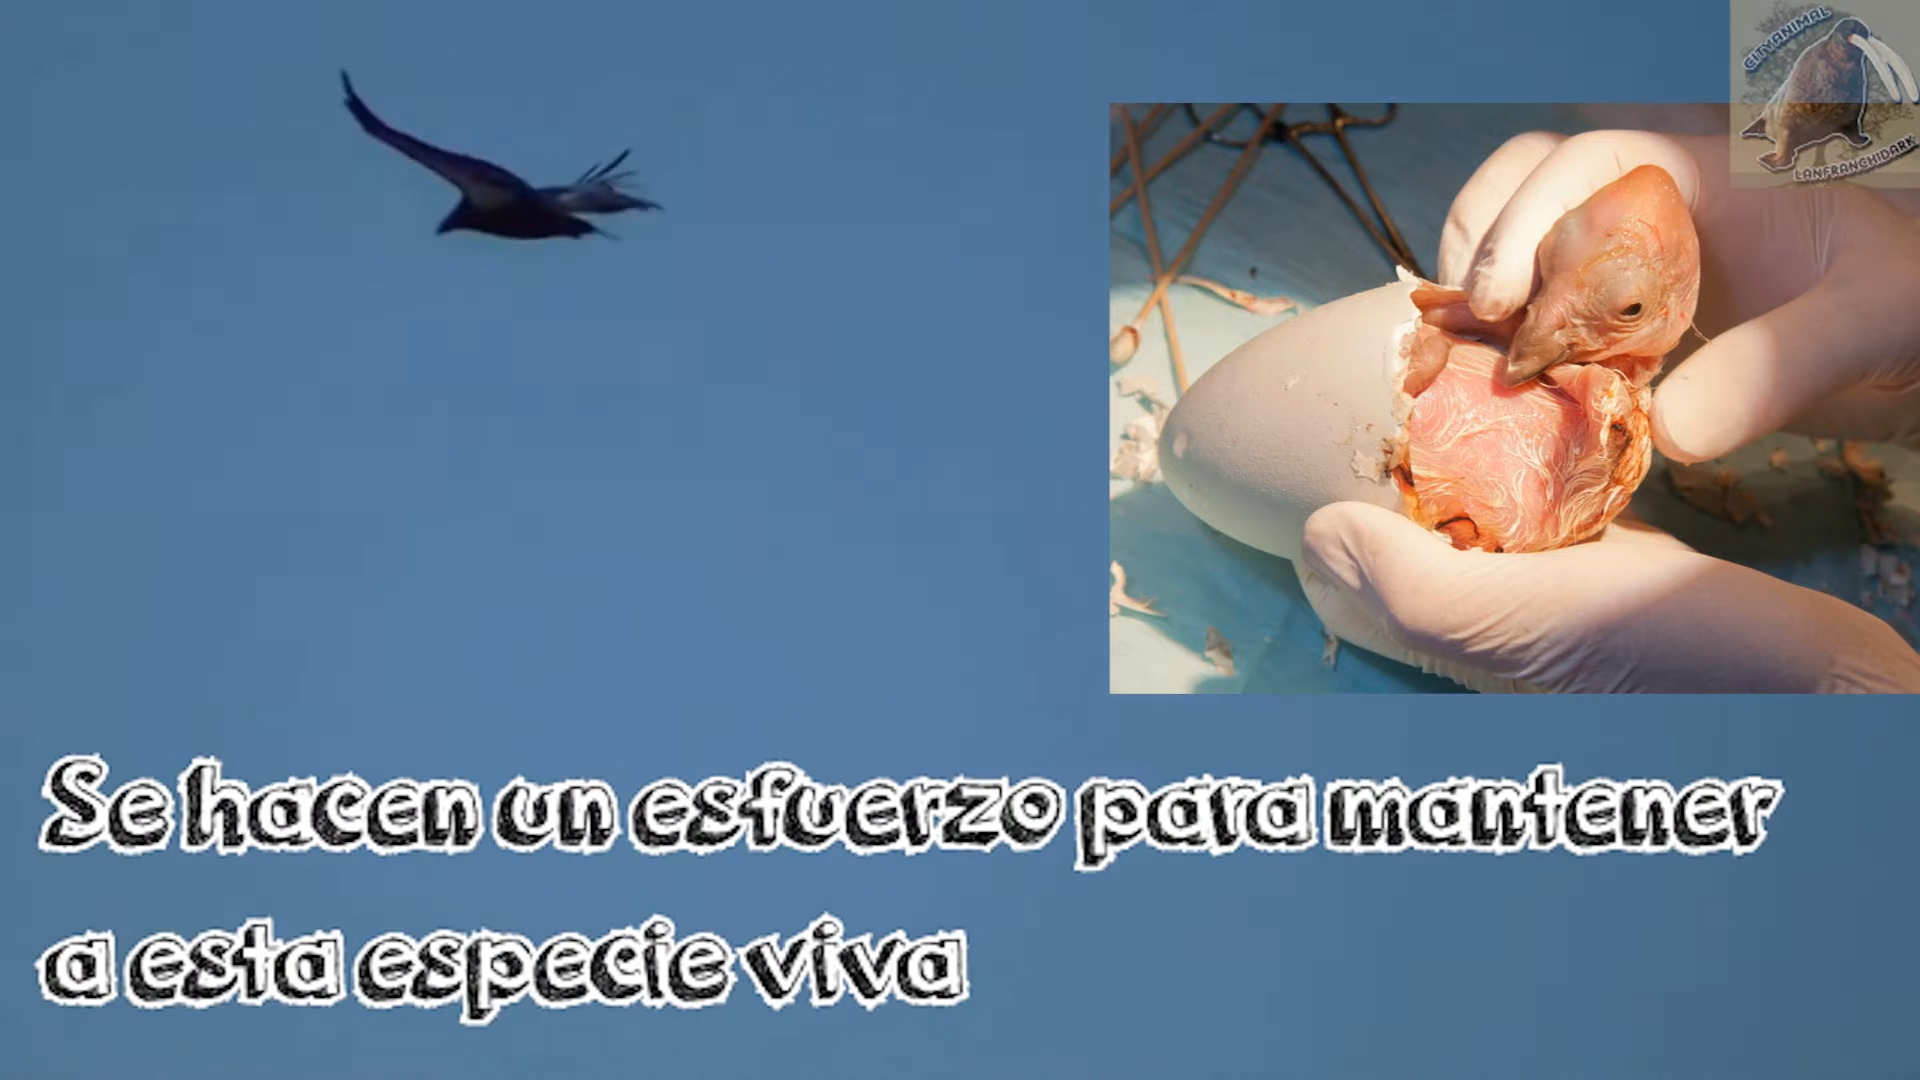 CITYANIMAL
LANFRANCHIDARK
Se hacen un esfuerzo para mantener
a esta especie viva